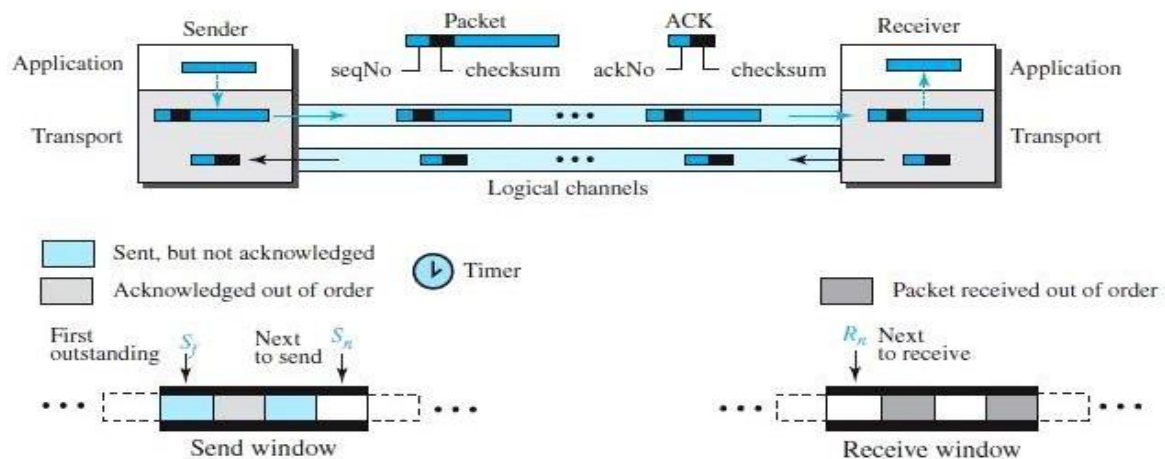 Sender
Packet
ACK
Receiver
Application
seqNo
checksum
ackNo
checksum
Application
Transport
Transport
Logical channels
Sent, but not acknowledged
Timer
Acknowledged out of order
Packet received out of order
First outstanding
Sf
Next to send
Sn
Rn
Next to receive
Send window
Receive window